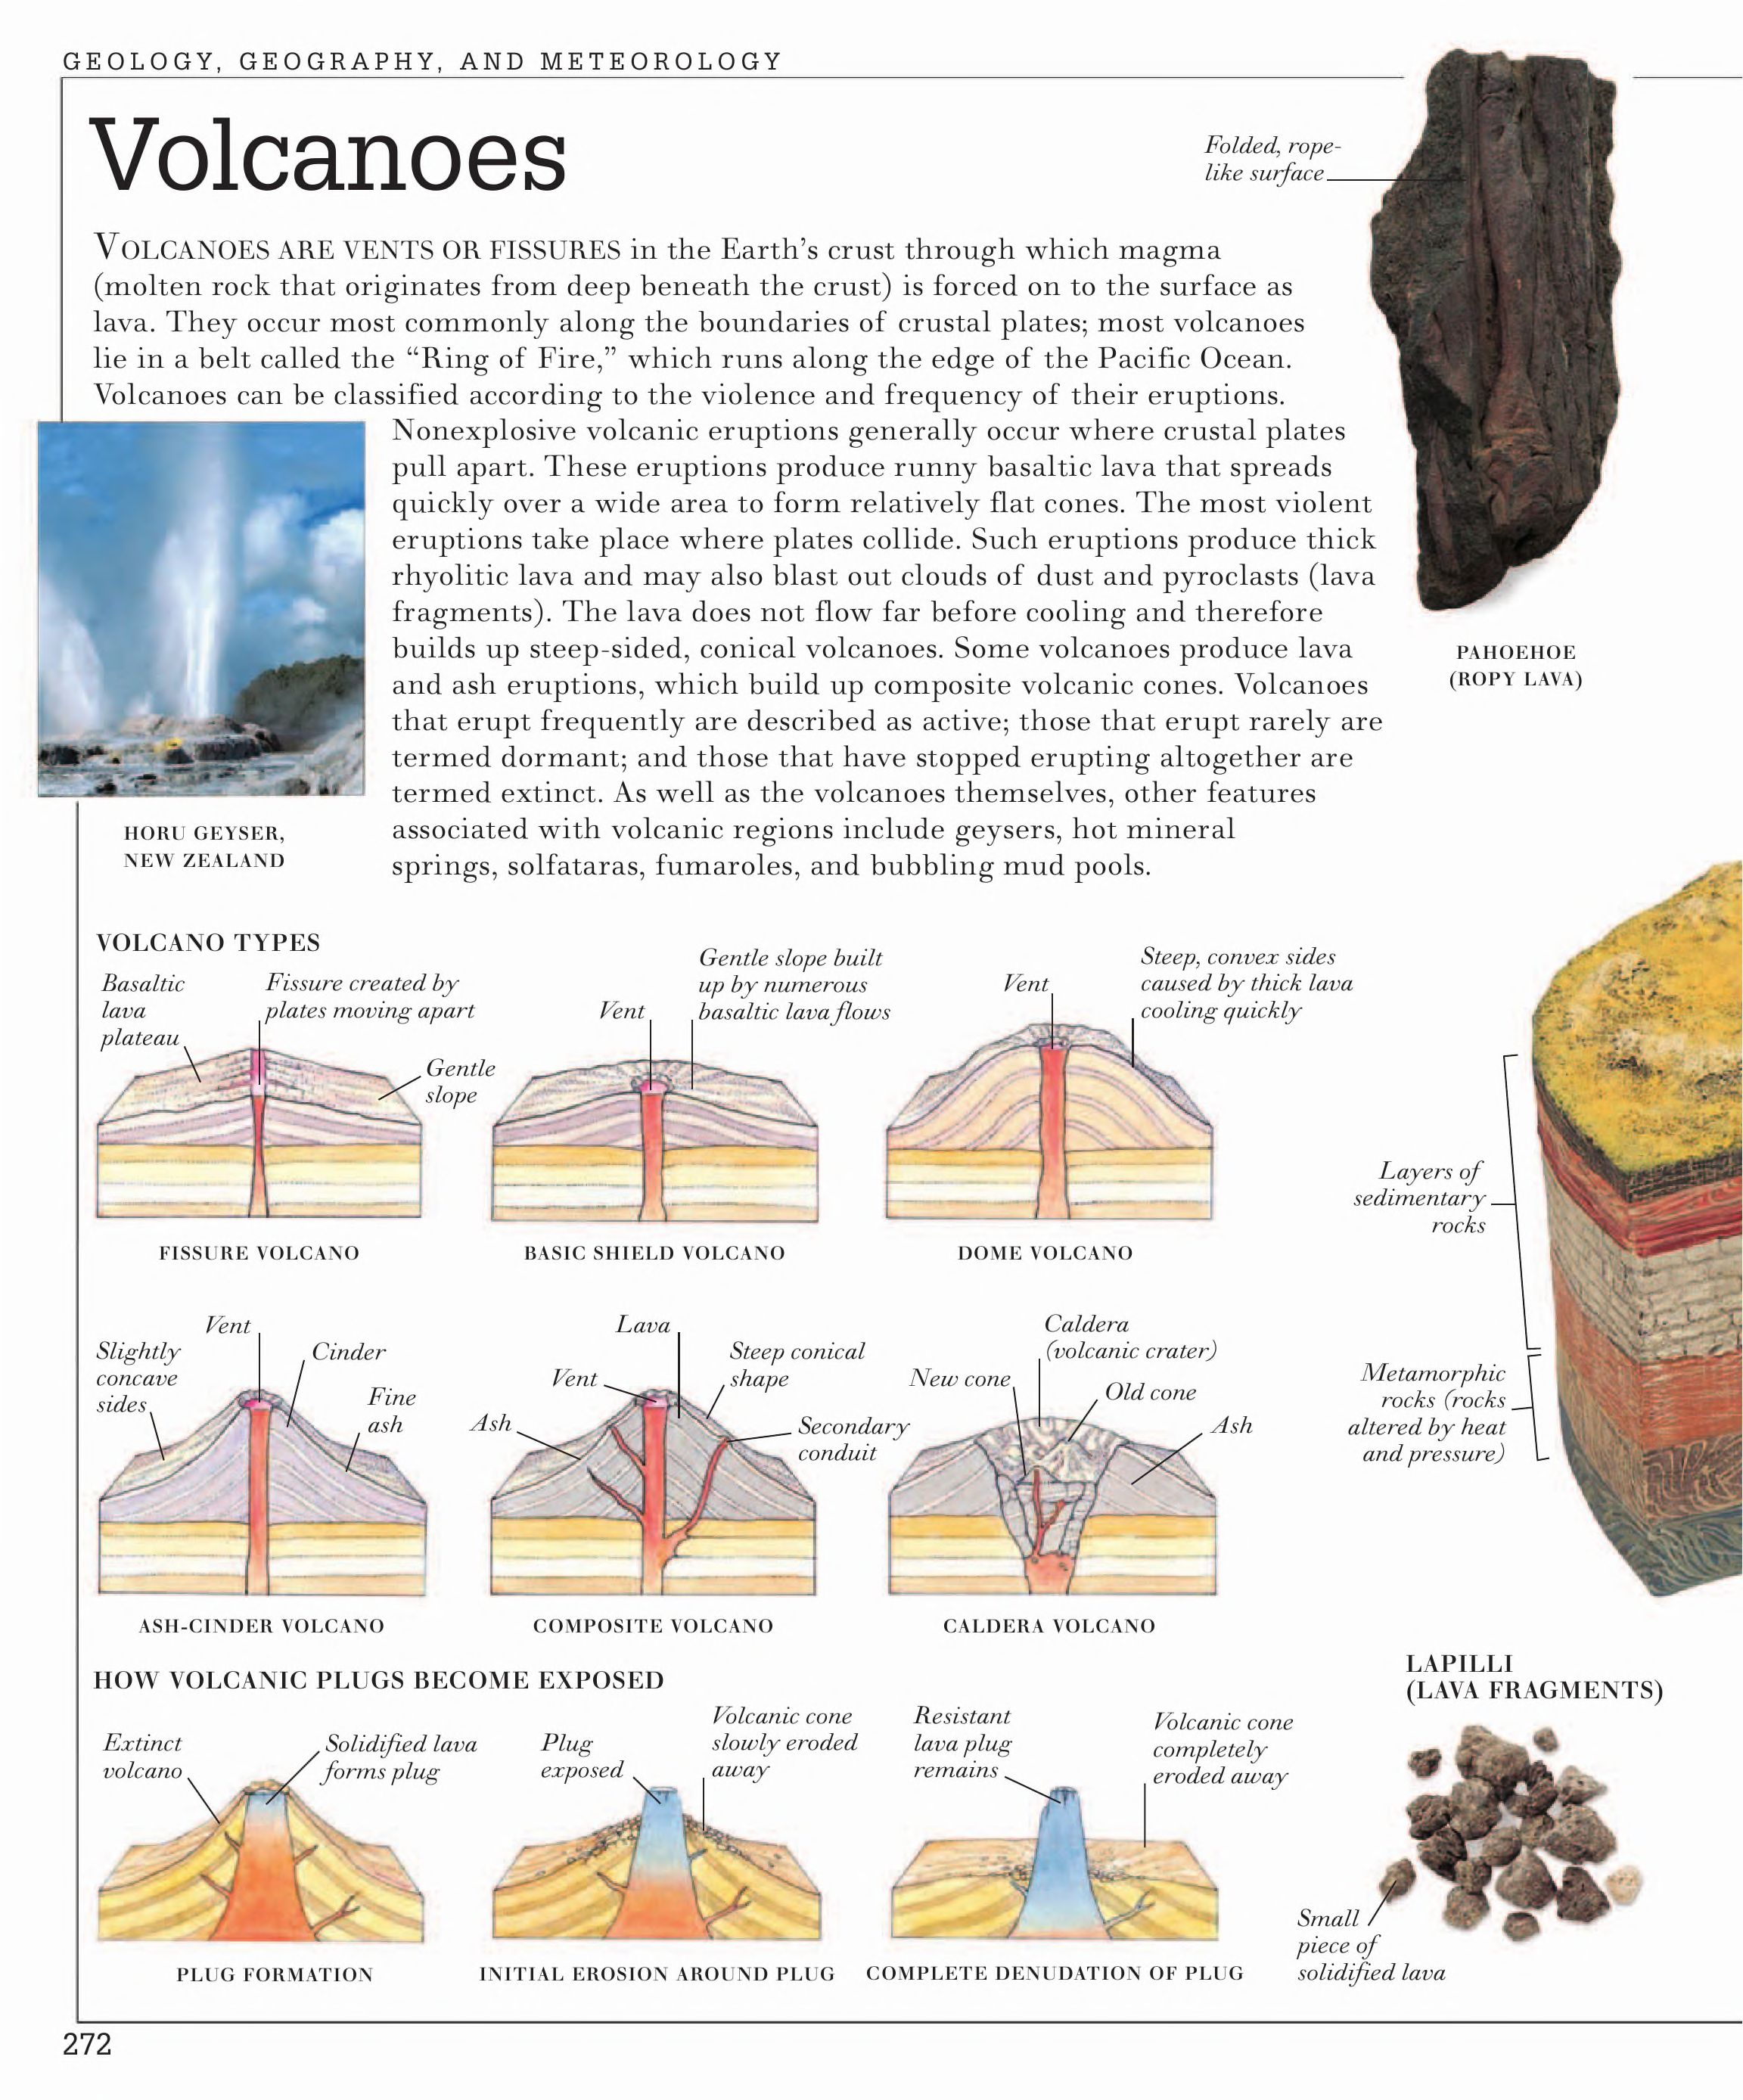 GEOLOGY, GEOGRAPHY, AND METEOROLOGY
Volcanoes
Folded, rope-
like surface
VOLCANOES ARE VENTS OR FISSURES in the Earth's crust through which magma
(molten rock that originates from deep beneath the crust) is forced on to the surface as
lava. They occur most commonly along the boundaries of crustal plates; most volcanoes
lie in a belt called the “Ring of Fire,” which runs along the edge of the Pacific Ocean.
Volcanoes can be classified according to the violence and frequency of their eruptions.
Nonexplosive volcanic eruptions generally occur where crustal plates
pull apart. These eruptions produce runny basaltic lava that spreads
quickly over a wide area to form relatively flat cones. The most violent
eruptions take place where plates collide. Such eruptions produce thick
rhyolitic lava and may also blast out clouds of dust and pyroclasts (lava
fragments). The lava does not flow far before cooling and therefore
builds up steep-sided, conical volcanoes. Some volcanoes produce lava
and ash eruptions, which build up composite volcanic cones. Volcanoes
that erupt frequently are described as active; those that erupt rarely are
termed dormant; and those that have stopped erupting altogether are
termed extinct. As well as the volcanoes themselves, other features
associated with volcanic regions include geysers, hot mineral
springs, solfataras, fumaroles, and bubbling mud pools.
PAHOEHOE
(ROPY LAVA)
HORU GEYSER,
NEW ZEALAND
VOLCANO TYPES
Basaltic
lava
plateau
Fissure created by
plates moving apart
Gentle
slope
FISSURE VOLCANO
Vent
Gentle slope built
up by numerous
basaltic lava flows
BASIC SHIELD VOLCANO
Vent
Steep, convex sides
caused by thick lava
cooling quickly
DOME VOLCANO
Layers of
sedimentary
rocks
Metamorphic
rocks (rocks
altered by heat
and pressure)
Slightly
concave
sides
Vent
Cinder
Fine
ash
ASH-CINDER VOLCANO
Lava
Vent
Ash
Steep conical
shape
Secondary
conduit
COMPOSITE VOLCANO
Caldera
(volcanic crater)
New cone
Old cone
Ash
CALDERA VOLCANO
HOW VOLCANIC PLUGS BECOME EXPOSED
Extinct
volcano
Solidified lava
forms plug
PLUG FORMATION
Plug
exposed
Volcanic cone
slowly eroded
away
INITIAL EROSION AROUND PLUG
Resistant
lava plug
remains
Volcanic cone
completely
eroded away
COMPLETE DENUDATION OF PLUG
LAPILLI
(LAVA FRAGMENTS)
Small
piece of
solidified lava
272